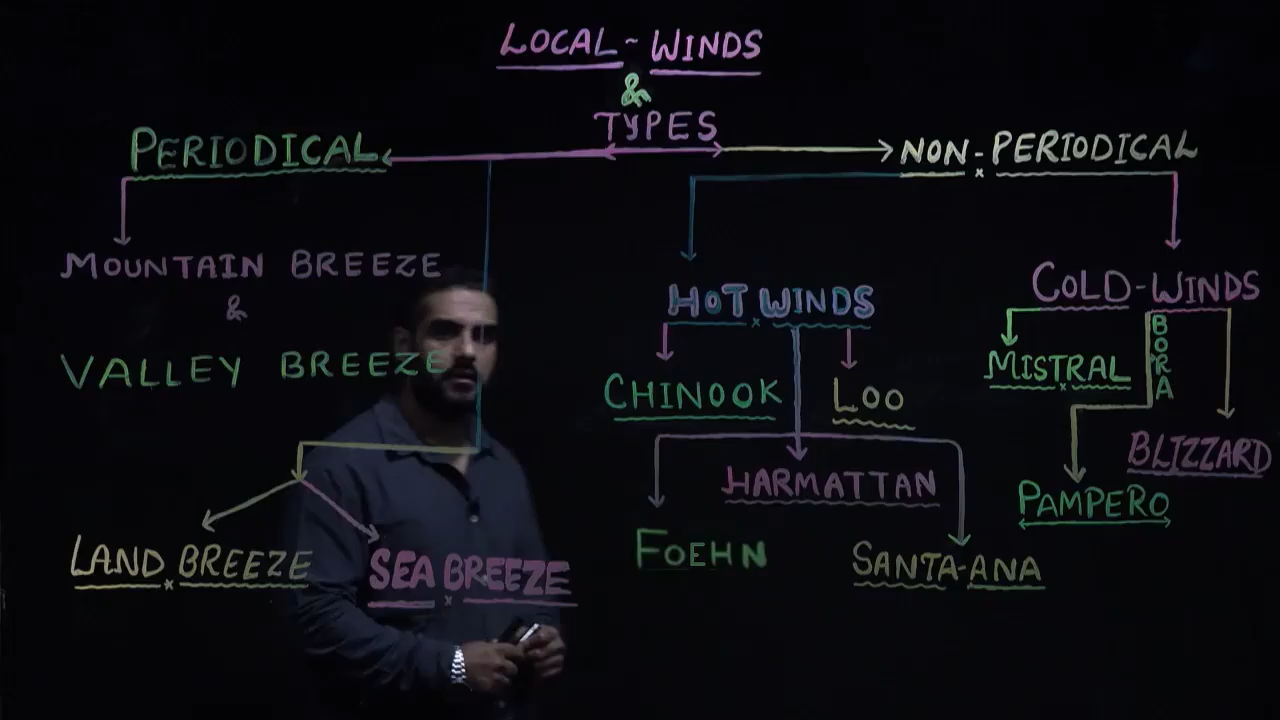 LOCAL-WINDS
&
TYPES
PERIODICAL
NON-PERIODICAL
MOUNTAIN BREEZE
&
VALLEY BREEZE
LAND BREEZE
SEA BREEZE
HOT WINDS
CHINOOK
LOO
HARMATTAN
FOEHN
SANTA-ANA
COLD-WINDS
MISTRAL
BORA
BLIZZARD
PAMPERO